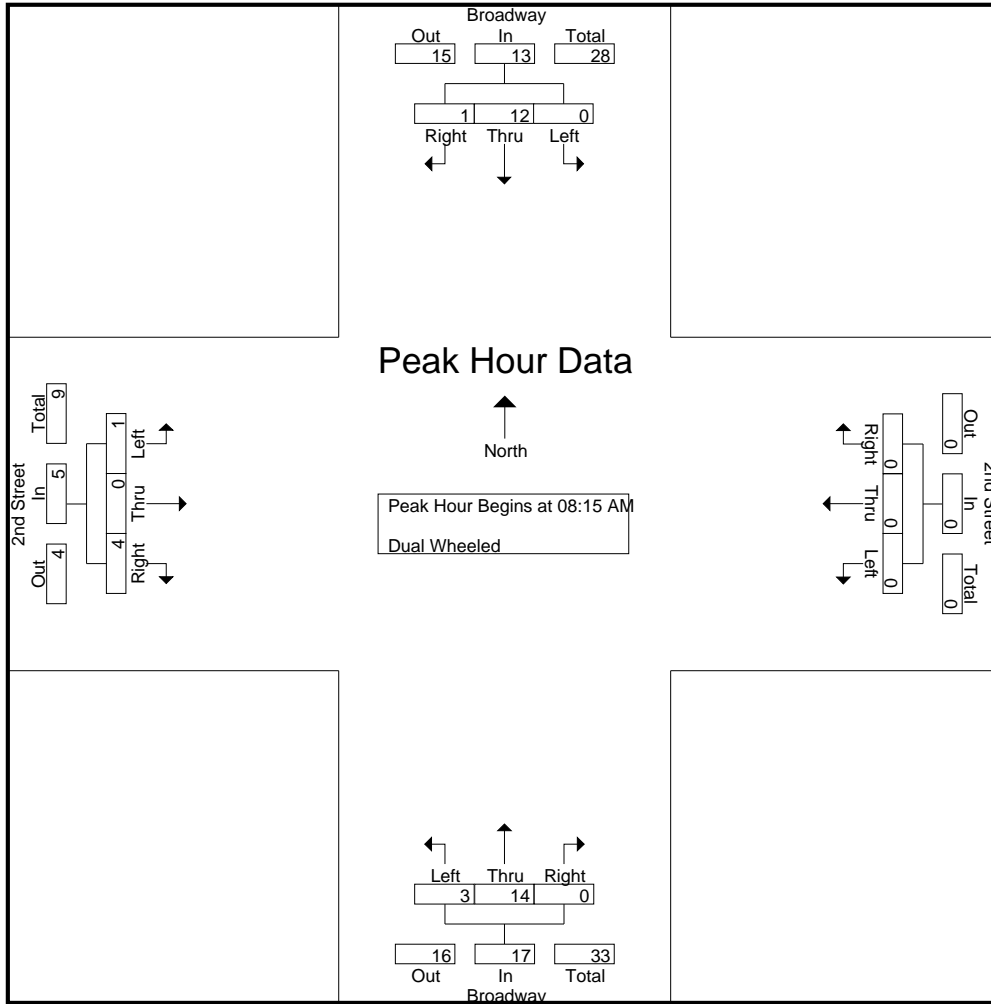 Broadway
Out In Total
15 13 28
1 12 0
Right Thru Left
Peak Hour Data
North
Peak Hour Begins at 08:15 AM
Dual Wheeled
2nd Street
Out In Total
4 5 9
4 0 1
Right Thru Left
2nd Street
Out In Total
0 0 0
0 0 0
Right Thru Left
Left Thru Right
3 14 0
16 17 33
Out In Total
Broadway